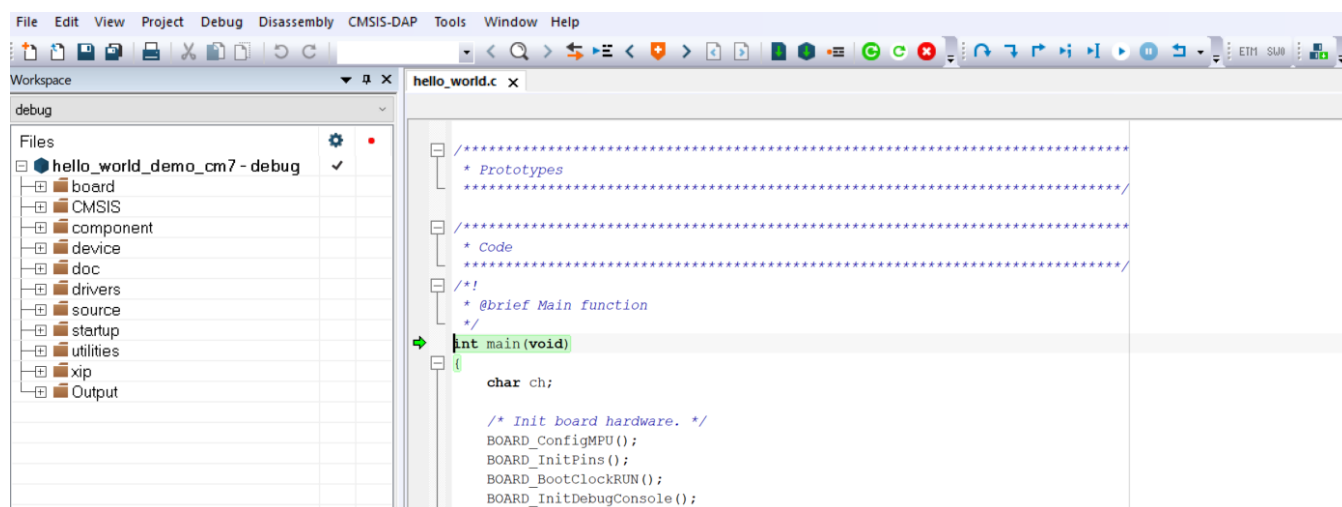 File Edit View Project Debug Disassembly CMSIS-DAP Tools Window Help
ETM SWO
Workspace
hello_world.c
debug
Files
hello_world_demo_cm7 - debug
board
CMSIS
component
device
doc
drivers
source
startup
utilities
xip
Output
/*******************************************************************************
* Prototypes
******************************************************************************/
/*******************************************************************************
* Code
******************************************************************************/
/*!
* @brief Main function
*/
int main(void)
{
char ch;
/* Init board hardware. */
BOARD_ConfigMPU();
BOARD_InitPins();
BOARD_BootClockRUN();
BOARD_InitDebugConsole();